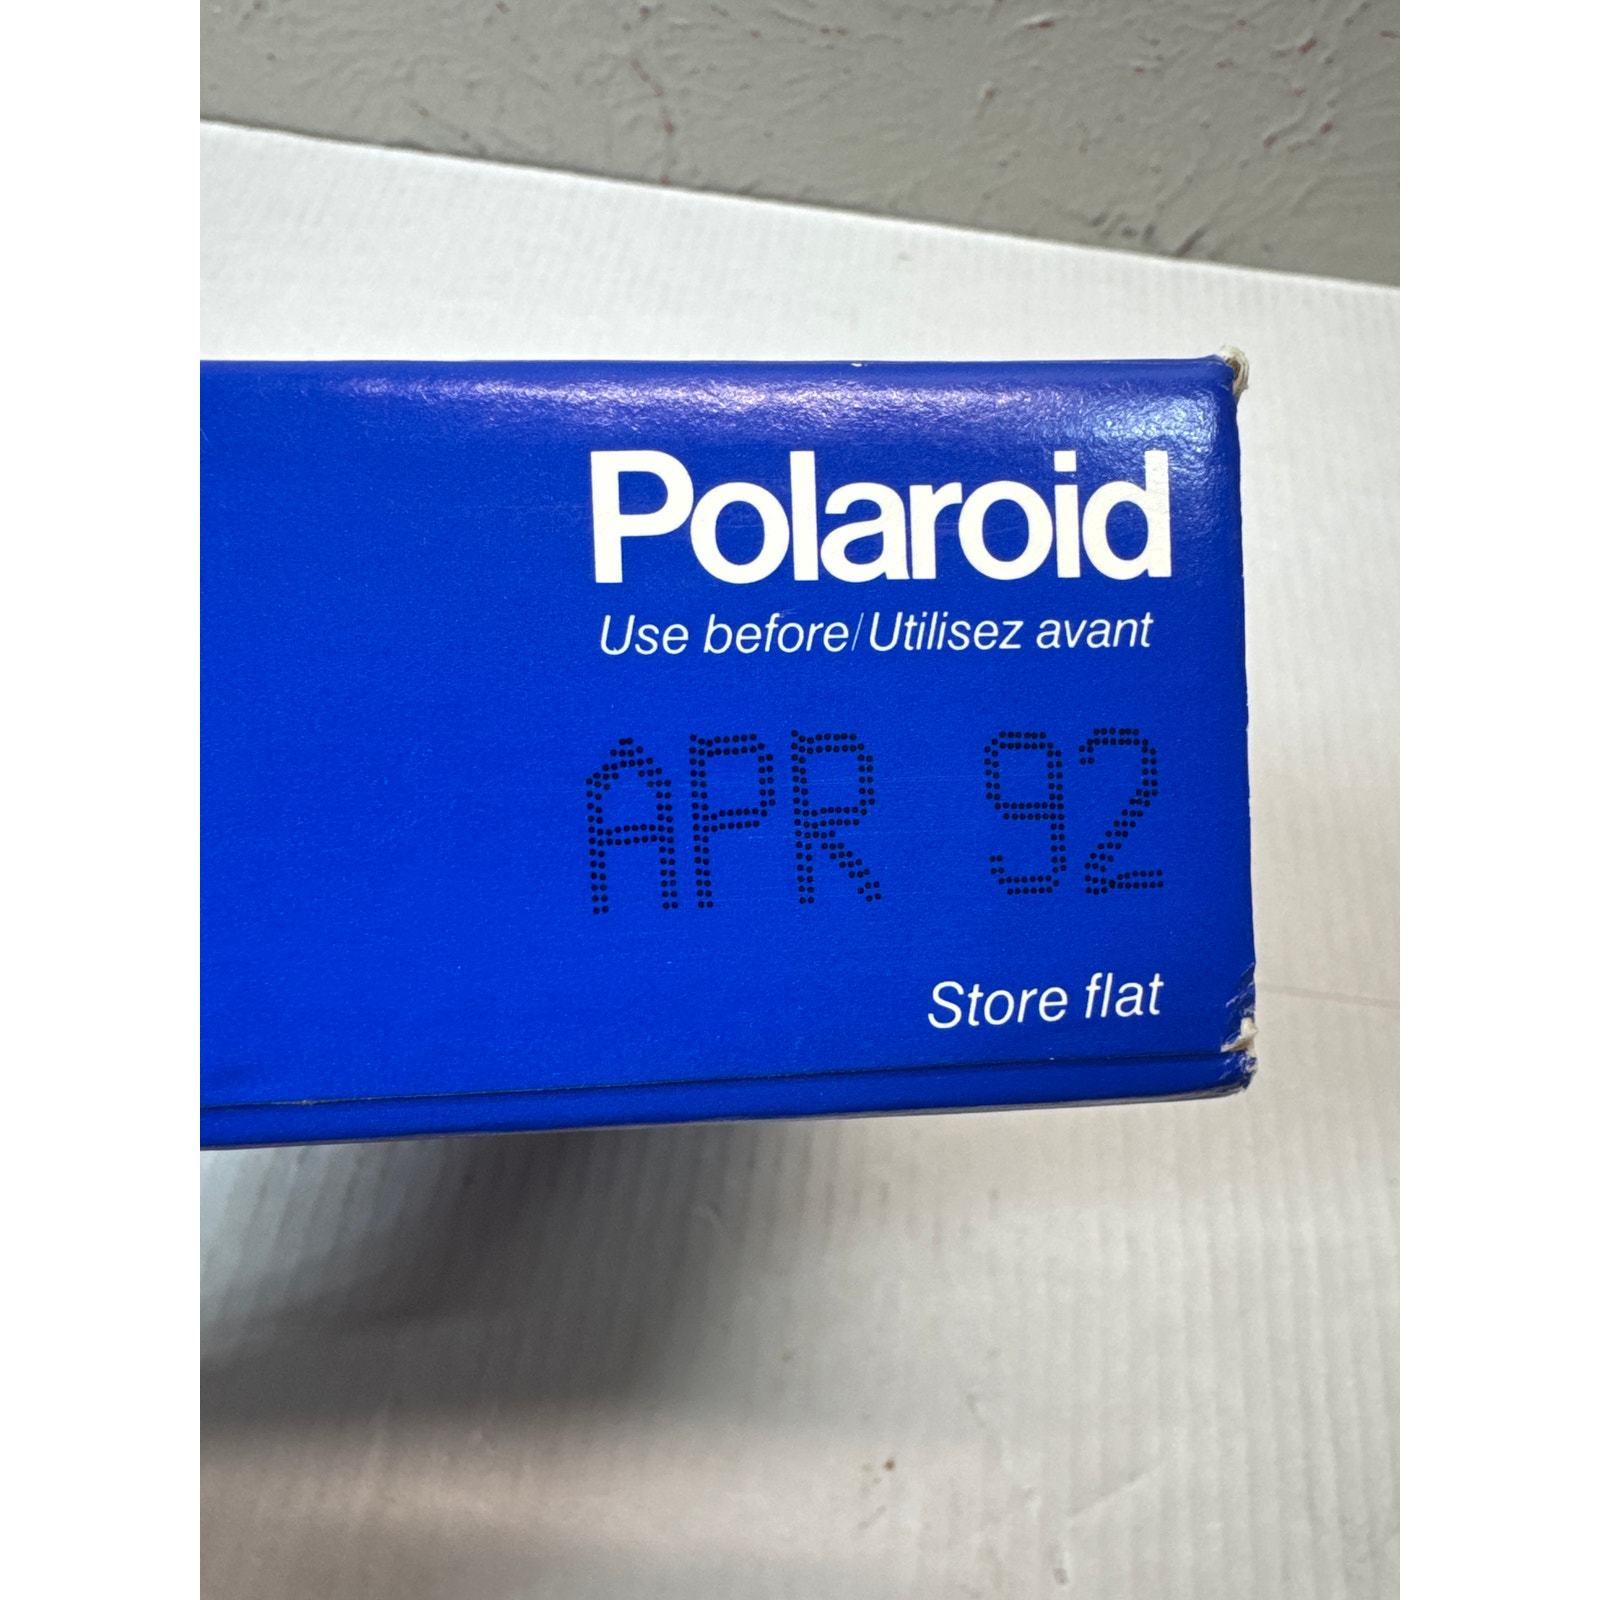 Polaroid
Use before/Utilisez avant
APR 92
Store flat